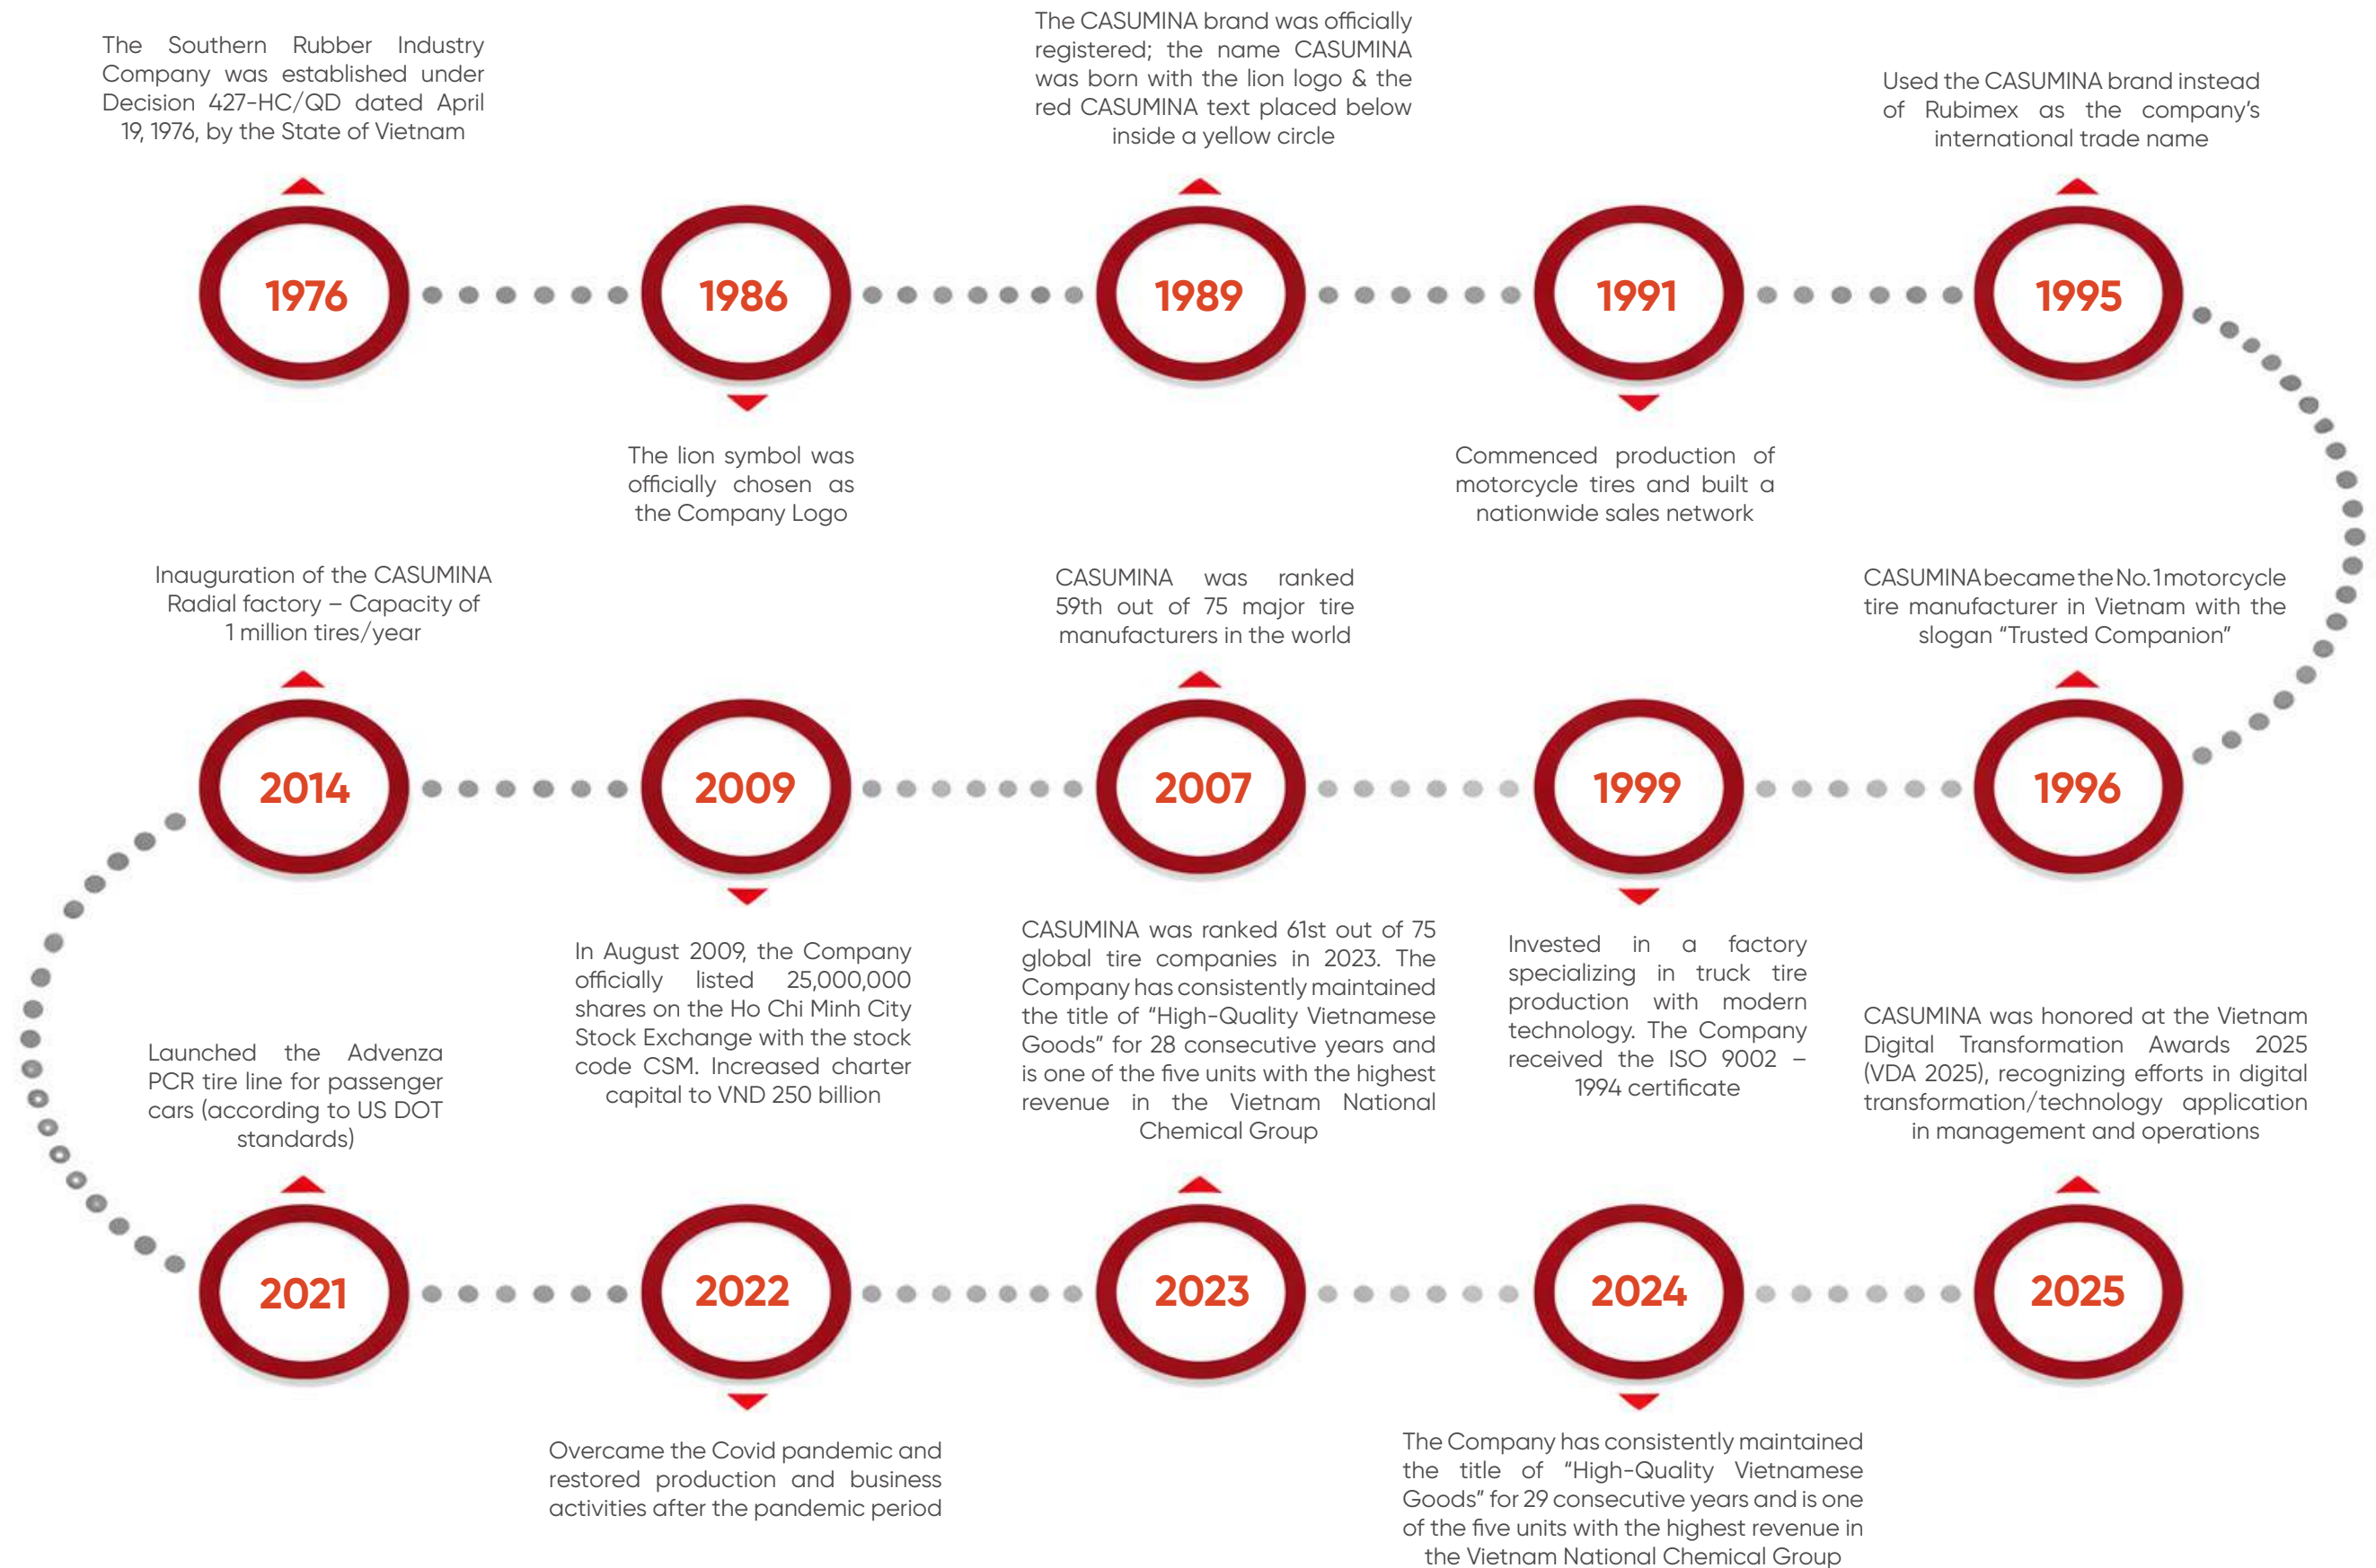 The Southern Rubber Industry
Company was established under
Decision 427-HC/QD dated April
19, 1976, by the State of Vietnam
1976
1986
The lion symbol was
officially chosen as
the Company Logo
The CASUMINA brand was officially
registered; the name CASUMINA
was born with the lion logo & the
red CASUMINA text placed below
inside a yellow circle
1989
1991
Commenced production of
motorcycle tires and built a
nationwide sales network
Used the CASUMINA brand instead
of Rubimex as the company's
international trade name
1995
CASUMINA became the No. 1 motorcycle
tire manufacturer in Vietnam with the
slogan "Trusted Companion"
1996
1999
Invested in a factory
specializing in truck tire
production with modern
technology. The Company
received the ISO 9002 –
1994 certificate
CASUMINA was ranked
59th out of 75 major tire
manufacturers in the world
2007
2009
In August 2009, the Company
officially listed 25,000,000
shares on the Ho Chi Minh City
Stock Exchange with the stock
code CSM. Increased charter
capital to VND 250 billion
Inauguration of the CASUMINA
Radial factory – Capacity of
1 million tires/year
2014
Launched the Advenza
PCR tire line for passenger
cars (according to US DOT
standards)
2021
2022
Overcame the Covid pandemic and
restored production and business
activities after the pandemic period
CASUMINA was ranked 61st out of 75
global tire companies in 2023. The
Company has consistently maintained
the title of "High-Quality Vietnamese
Goods" for 28 consecutive years and
is one of the five units with the highest
revenue in the Vietnam National
Chemical Group
2023
2024
The Company has consistently maintained
the title of "High-Quality Vietnamese
Goods" for 29 consecutive years and is one
of the five units with the highest revenue in
the Vietnam National Chemical Group
CASUMINA was honored at the Vietnam
Digital Transformation Awards 2025
(VDA 2025), recognizing efforts in digital
transformation/technology application
in management and operations
2025